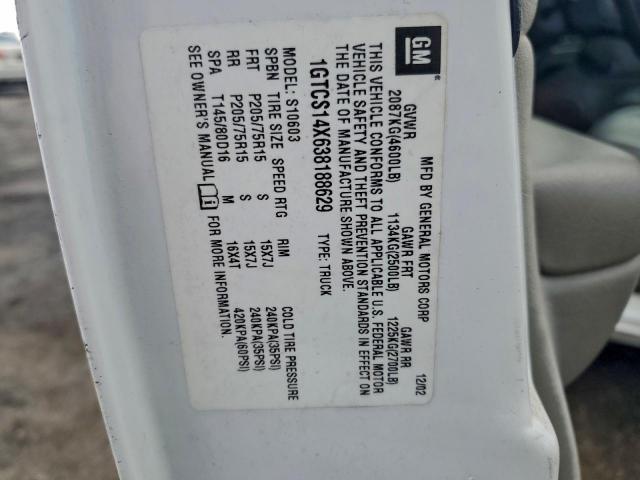 GM
MFD BY GENERAL MOTORS CORP 12/02
GVWR GAWR FRT GAWR RR
2087KG(4600LB) 1134KG(2500LB) 1225KG(2700LB)
THIS VEHICLE CONFORMS TO ALL APPLICABLE U.S. FEDERAL MOTOR
VEHICLE SAFETY AND THEFT PREVENTION STANDARDS IN EFFECT ON
THE DATE OF MANUFACTURE SHOWN ABOVE.
1GTCS14X638188629 TYPE: TRUCK
MODEL: S10603
SPBN TIRE SIZE SPEED RTG RIM COLD TIRE PRESSURE
FRT P205/75R15 S 15X7J 240KPA(35PSI)
RR P205/75R15 S 15X7J 240KPA(35PSI)
SPA T145/80D16 M 16X4T 420KPA(60PSI)
SEE OWNER'S MANUAL FOR MORE INFORMATION.